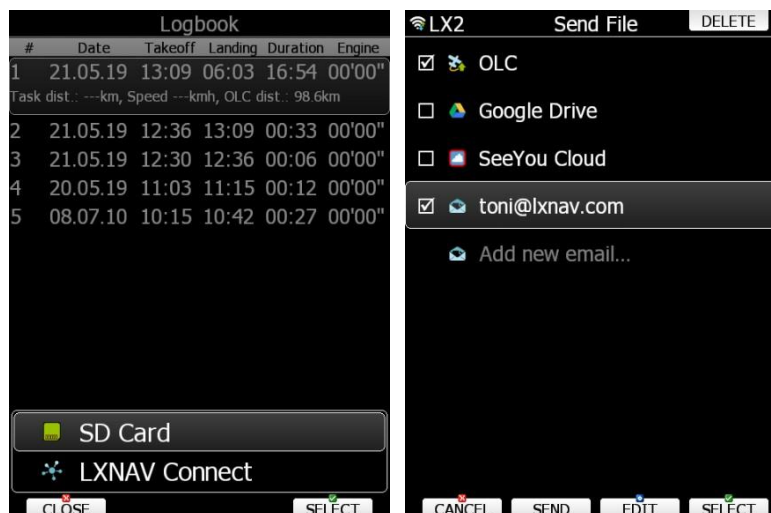 Logbook
# Date Takeoff Landing Duration Engine
1 21.05.19 13:09 06:03 16:54 00'00"
Task dist.: ---km, Speed ---kmh, OLC dist.: 98.6km
2 21.05.19 12:36 13:09 00:33 00'00"
3 21.05.19 12:30 12:36 00:06 00'00"
4 20.05.19 11:03 11:15 00:12 00'00"
5 08.07.10 10:15 10:42 00:27 00'00"
SD Card
LXNAV Connect
CLOSE SELECT
LX2 Send File DELETE
OLC
Google Drive
SeeYou Cloud
toni@lxnav.com
Add new email...
CANCEL SEND EDIT SELECT